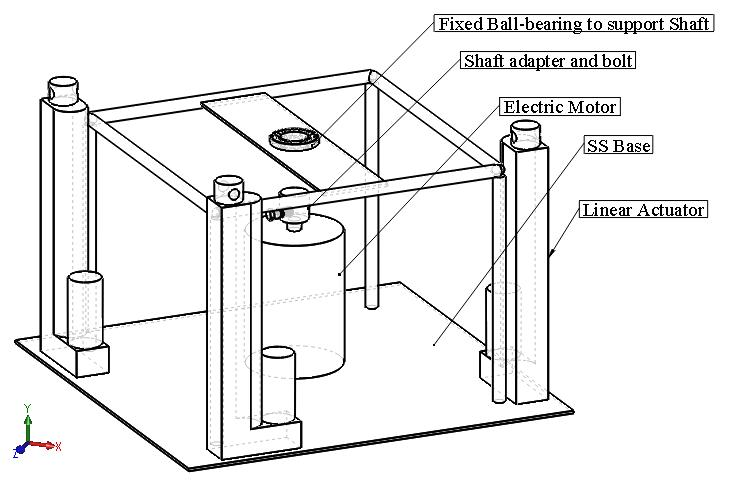 Fixed Ball-bearing to support Shaft
Shaft adapter and bolt
Electric Motor
SS Base
Linear Actuator
Y
X
Z